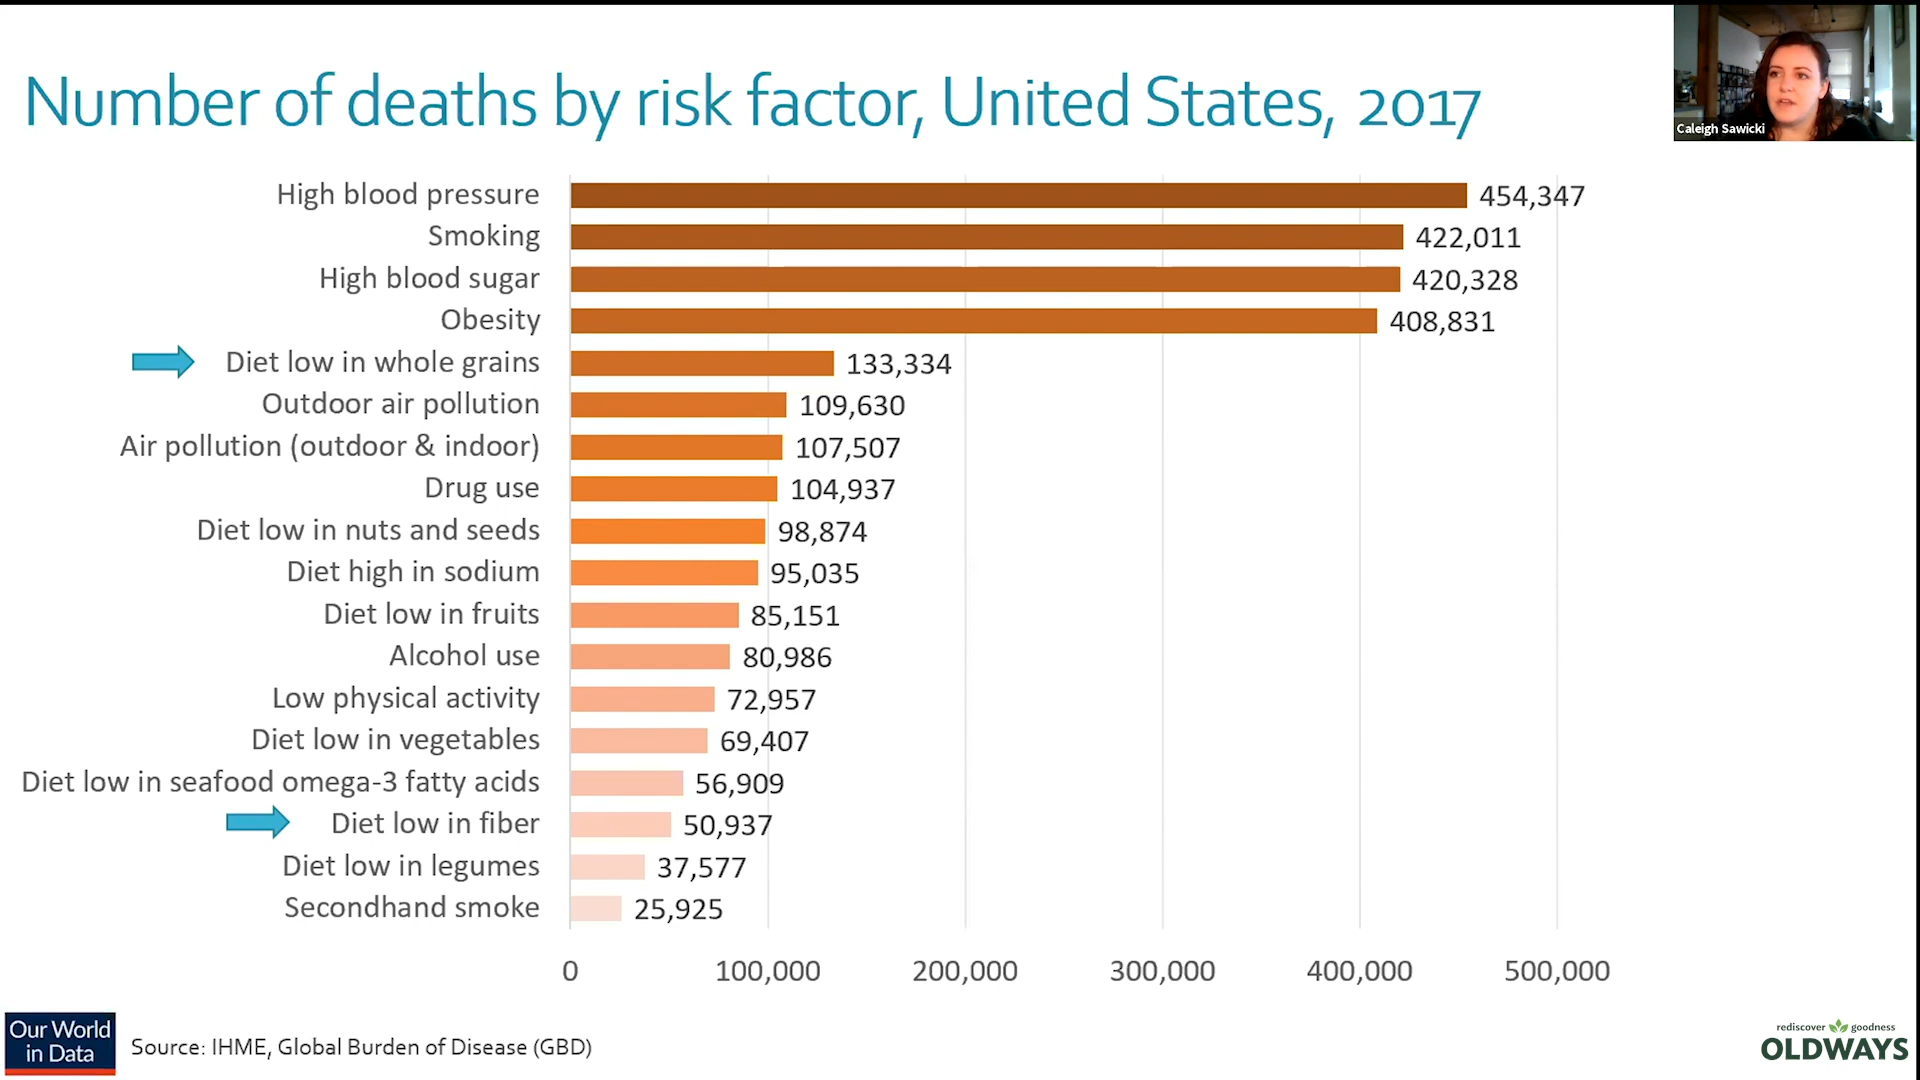 Number of deaths by risk factor, United States, 2017
Caleigh Sawicki
High blood pressure 454,347
Smoking 422,011
High blood sugar 420,328
Obesity 408,831
Diet low in whole grains 133,334
Outdoor air pollution 109,630
Air pollution (outdoor & indoor) 107,507
Drug use 104,937
Diet low in nuts and seeds 98,874
Diet high in sodium 95,035
Diet low in fruits 85,151
Alcohol use 80,986
Low physical activity 72,957
Diet low in vegetables 69,407
Diet low in seafood omega-3 fatty acids 56,909
Diet low in fiber 50,937
Diet low in legumes 37,577
Secondhand smoke 25,925
0 100,000 200,000 300,000 400,000 500,000
Our World
in Data
Source: IHME, Global Burden of Disease (GBD)
rediscover goodness
OLDWAYS